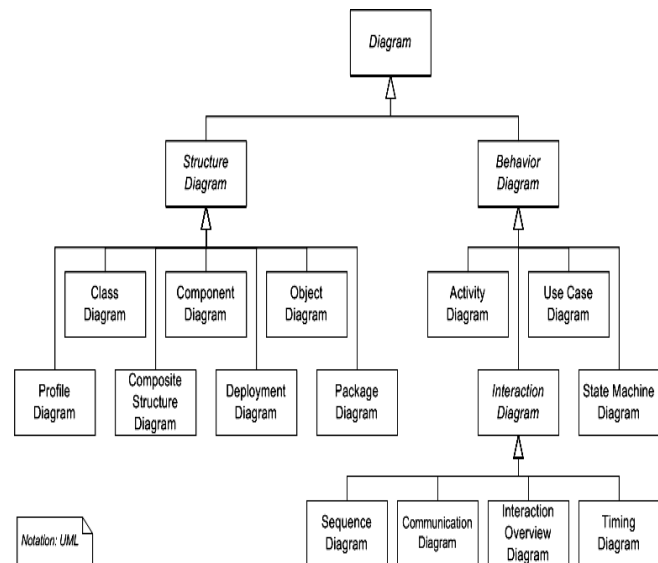 Diagram
Structure
Diagram
Behavior
Diagram
Class
Diagram
Component
Diagram
Object
Diagram
Activity
Diagram
Use Case
Diagram
Profile
Diagram
Composite
Structure
Diagram
Deployment
Diagram
Package
Diagram
Interaction
Diagram
State Machine
Diagram
Sequence
Diagram
Communication
Diagram
Interaction
Overview
Diagram
Timing
Diagram
Notation: UML